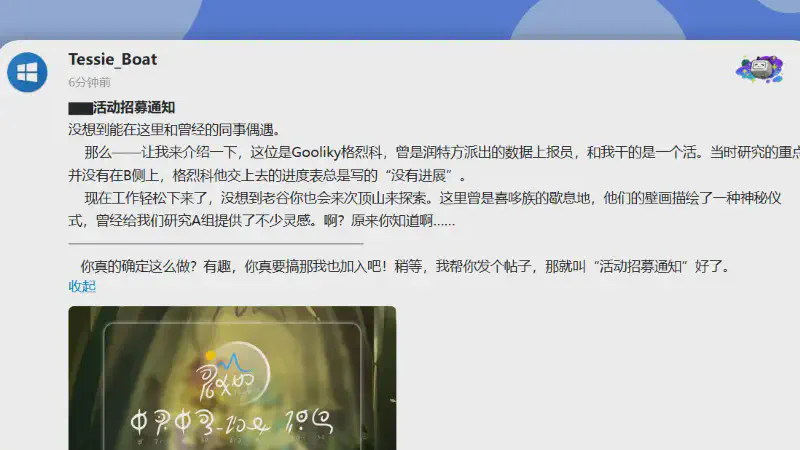 Tessie_Boat
6分钟前
活动招募通知
没想到能在这里和曾经的同事偶遇。
那么——让我来介绍一下，这位是Gooliky格烈科，曾是润特方派出的数据上报员，和我干的是一个活。当时研究的重点
并没有在B侧上，格烈科他交上去的进度表总是写的“没有进展”。
现在工作轻松下来了，没想到老谷你也会来次顶山来探索。这里曾是喜哆族的歇息地，他们的壁画描绘了一种神秘仪
式，曾经给我们研究A组提供了不少灵感。啊？原来你知道啊……
你真的确定这么做？有趣，你真要搞那我也加入吧！稍等，我帮你发个帖子，那就叫“活动招募通知”好了。
收起